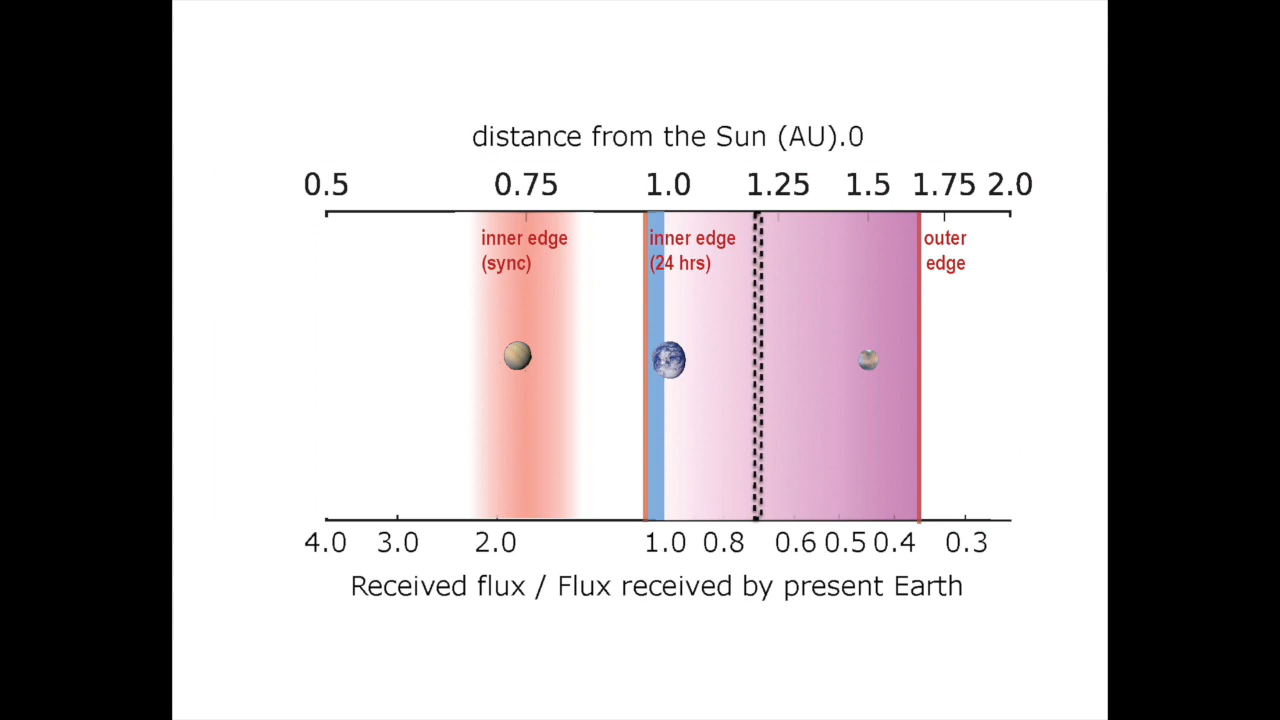 distance from the Sun (AU).0
0.5 0.75 1.0 1.25 1.5 1.75 2.0
inner edge
(sync)
inner edge
(24 hrs)
outer
edge
4.0 3.0 2.0 1.0 0.8 0.6 0.5 0.4 0.3
Received flux / Flux received by present Earth